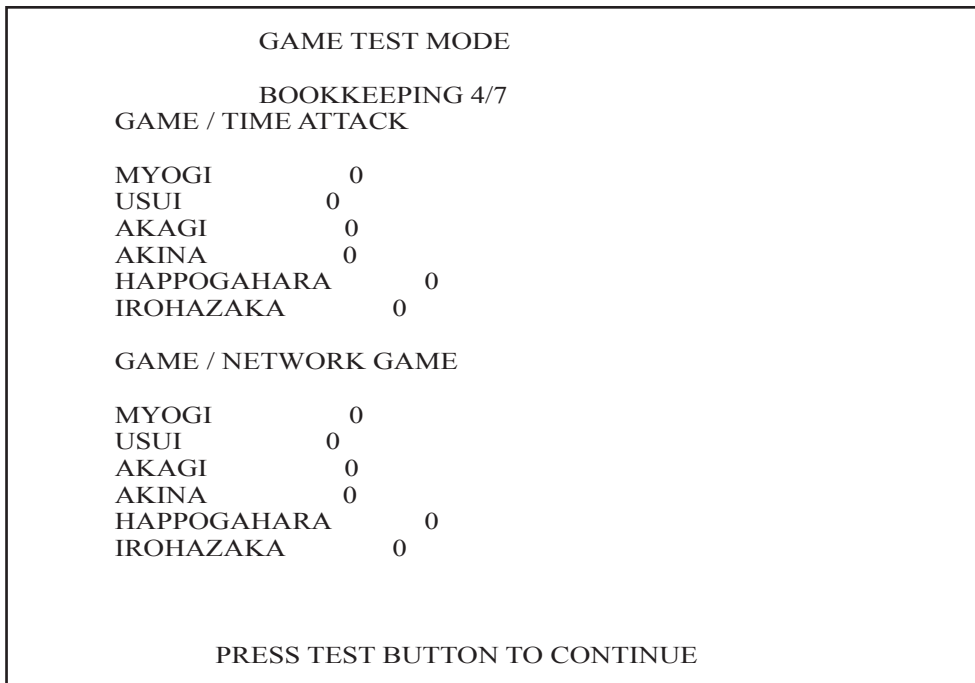 GAME TEST MODE
BOOKKEEPING 4/7
GAME / TIME ATTACK
MYOGI 0
USUI 0
AKAGI 0
AKINA 0
HAPPOGAHARA 0
IROHAZAKA 0
GAME / NETWORK GAME
MYOGI 0
USUI 0
AKAGI 0
AKINA 0
HAPPOGAHARA 0
IROHAZAKA 0
PRESS TEST BUTTON TO CONTINUE